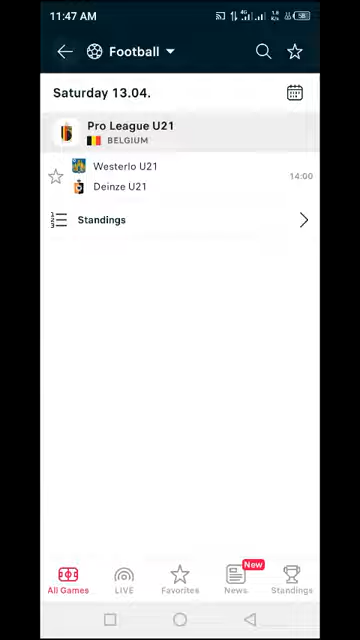 11:47 AM
Football
Saturday 13.04.
Pro League U21
BELGIUM
Westerlo U21
Deinze U21
14:00
Standings
New
All Games
LIVE
Favorites
News
Standings